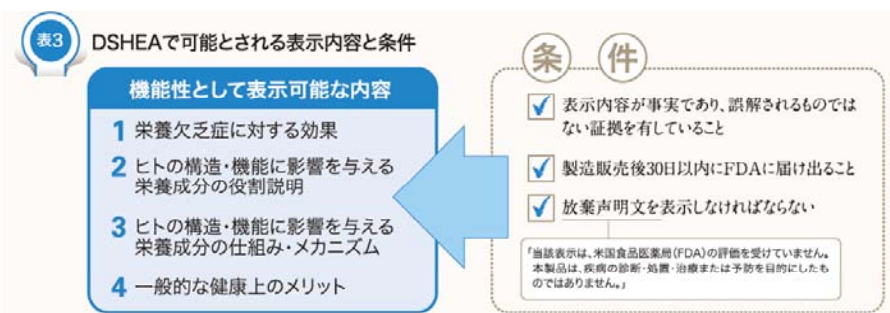 表3
DSHEAで可能とされる表示内容と条件
機能性として表示可能な内容
1 栄養欠乏症に対する効果
2 ヒトの構造・機能に影響を与える
栄養成分の役割説明
3 ヒトの構造・機能に影響を与える
栄養成分の仕組み・メカニズム
4 一般的な健康上のメリット
条件
表示内容が事実であり、誤解されるものでは
ない証拠を有していること
製造販売後30日以内にFDAに届け出ること
放棄声明文を表示しなければならない
「当該表示は、米国食品医薬局(FDA)の評価を受けていません。
本製品は、疾病の診断・処置・治療または予防を目的にしたも
のではありません。」